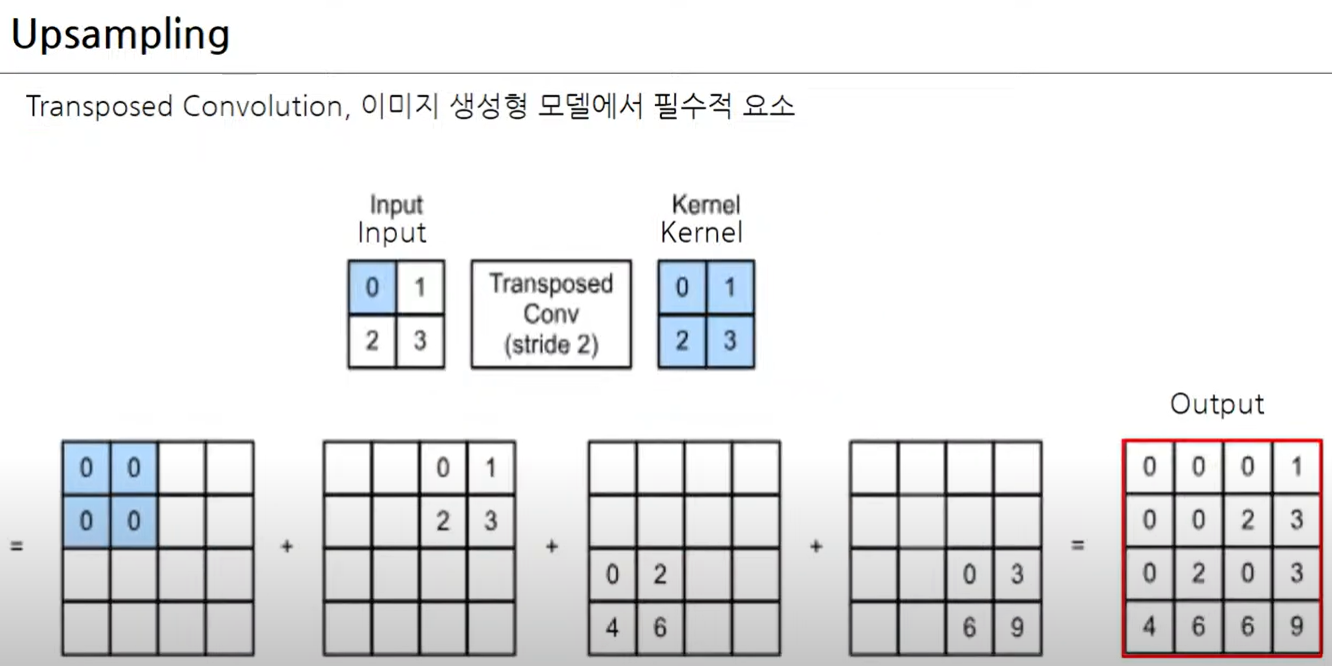 Upsampling
Transposed Convolution, 이미지 생성형 모델에서 필수적 요소
Input Kernel
Input Kernel
0 1 Transposed 0 1
Conv
2 3 (stride 2) 2 3
Output
0 0 0 1 0 0 0 1
0 0 2 3 0 0 2 3
= + + + =
0 2 0 3 0 2 0 3
4 6 6 9 4 6 6 9